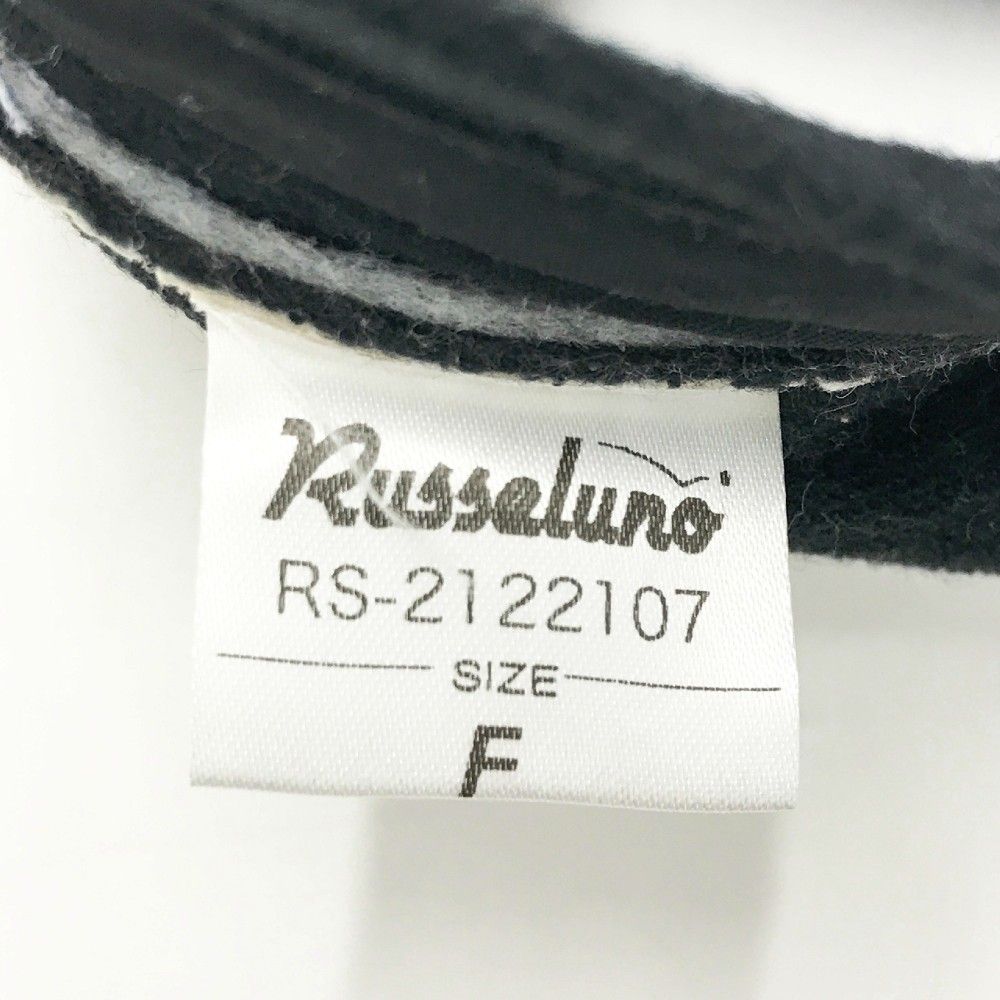 Russeluno
RS-2122107
SIZE
F